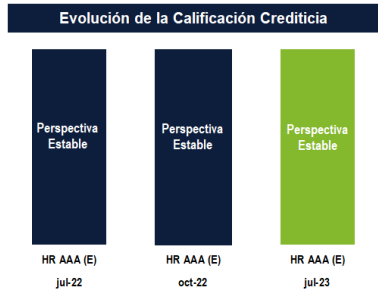 Evolución de la Calificación Crediticia
Perspectiva
Estable
Perspectiva
Estable
Perspectiva
Estable
HR AAA (E)
HR AAA (E)
HR AAA (E)
jul-22
oct-22
jul-23